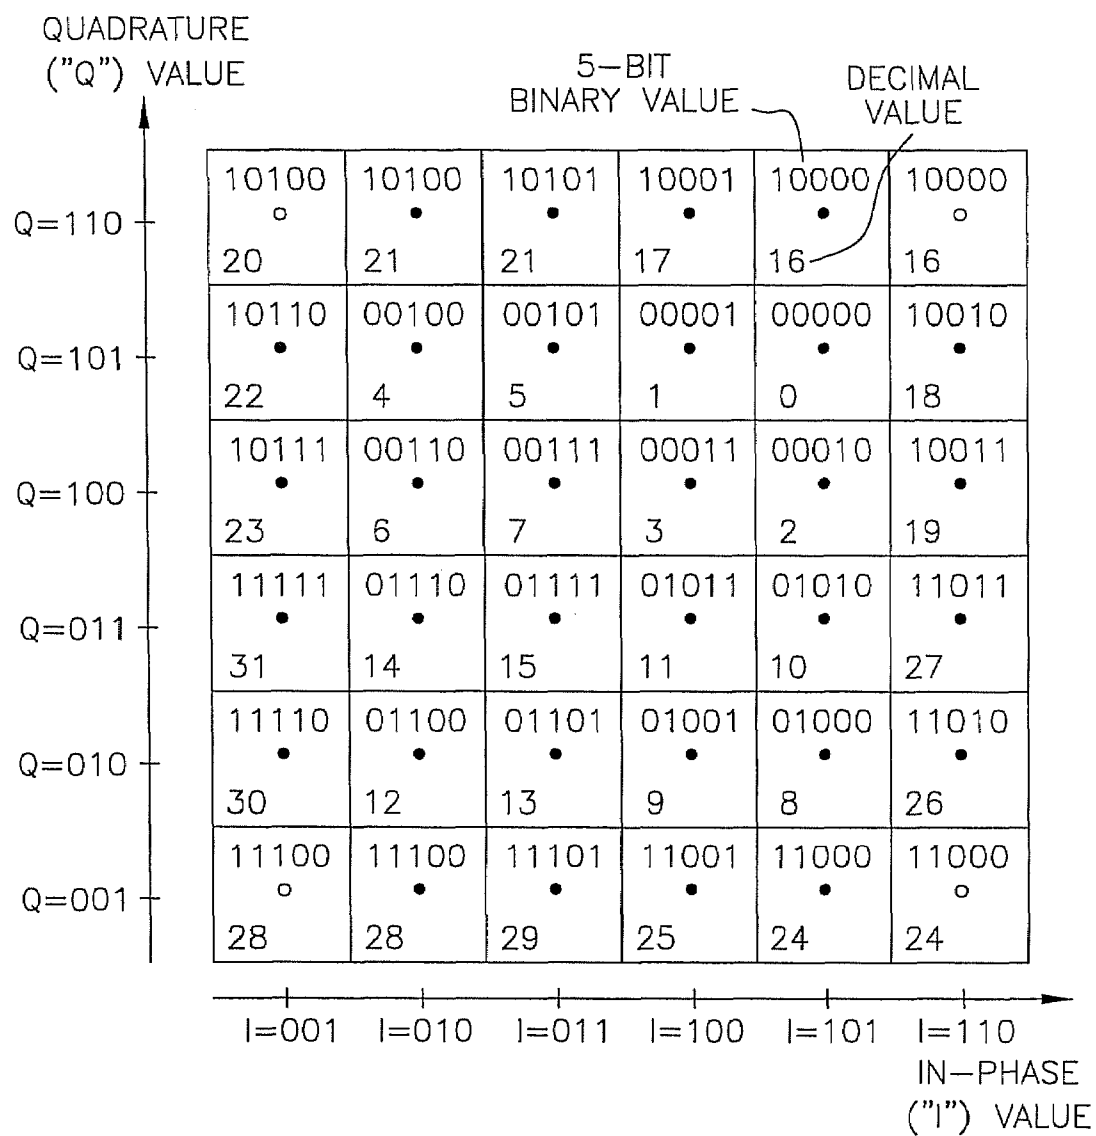 QUADRATURE
("Q") VALUE
5-BIT
BINARY VALUE
DECIMAL
VALUE
Q=110
10100 10100 10101 10001 10000 10000
20 21 21 17 16 16
Q=101
10110 00100 00101 00001 00000 10010
22 4 5 1 0 18
Q=100
10111 00110 00111 00011 00010 10011
23 6 7 3 2 19
Q=011
11111 01110 01111 01011 01010 11011
31 14 15 11 10 27
Q=010
11110 01100 01101 01001 01000 11010
30 12 13 9 8 26
Q=001
11100 11100 11101 11001 11000 11000
28 28 29 25 24 24
I=001 I=010 I=011 I=100 I=101 I=110
IN-PHASE
("I") VALUE